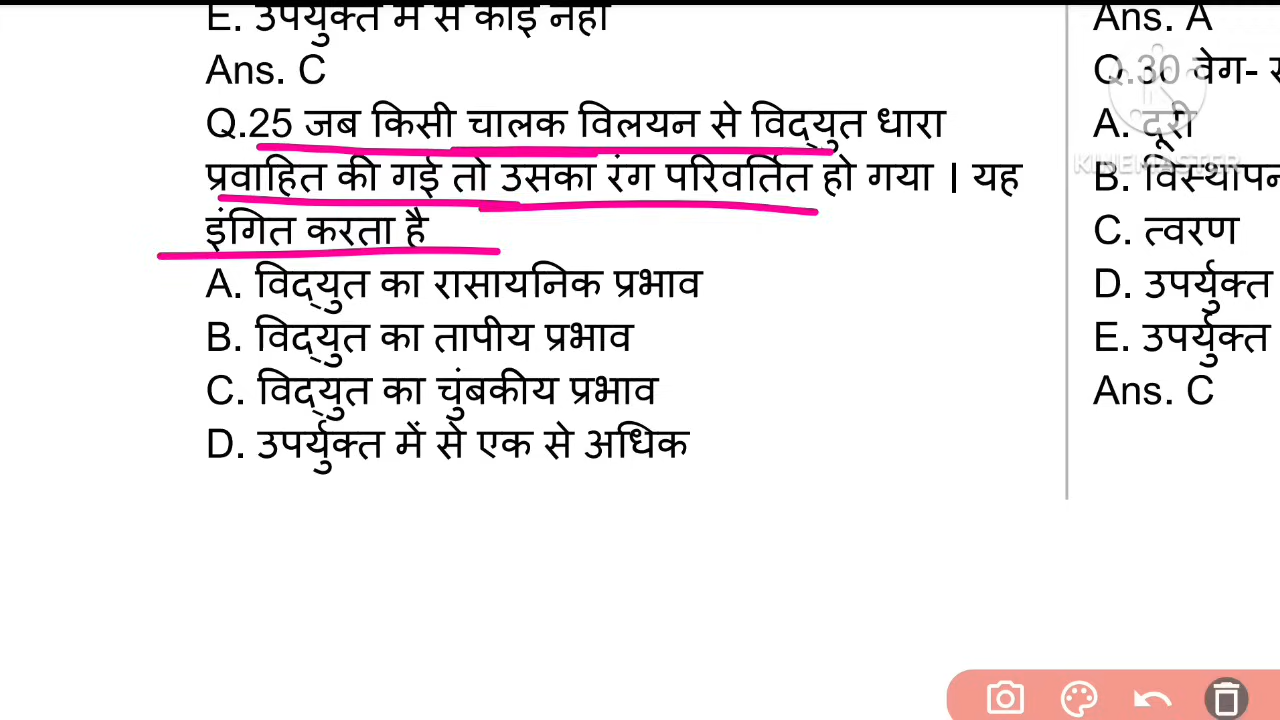 E. उपर्युक्त में से कोई नहीं
Ans. C
Q.25 जब किसी चालक विलयन से विद्युत धारा
प्रवाहित की गई तो उसका रंग परिवर्तित हो गया । यह
इंगित करता है
A. विद्युत का रासायनिक प्रभाव
B. विद्युत का तापीय प्रभाव
C. विद्युत का चुंबकीय प्रभाव
D. उपर्युक्त में से एक से अधिक
Ans. A
Q.30 वेग-
A. दूरी
B. विस्थापन
C. त्वरण
D. उपर्युक्त
E. उपर्युक्त
Ans. C
KINEMASTER